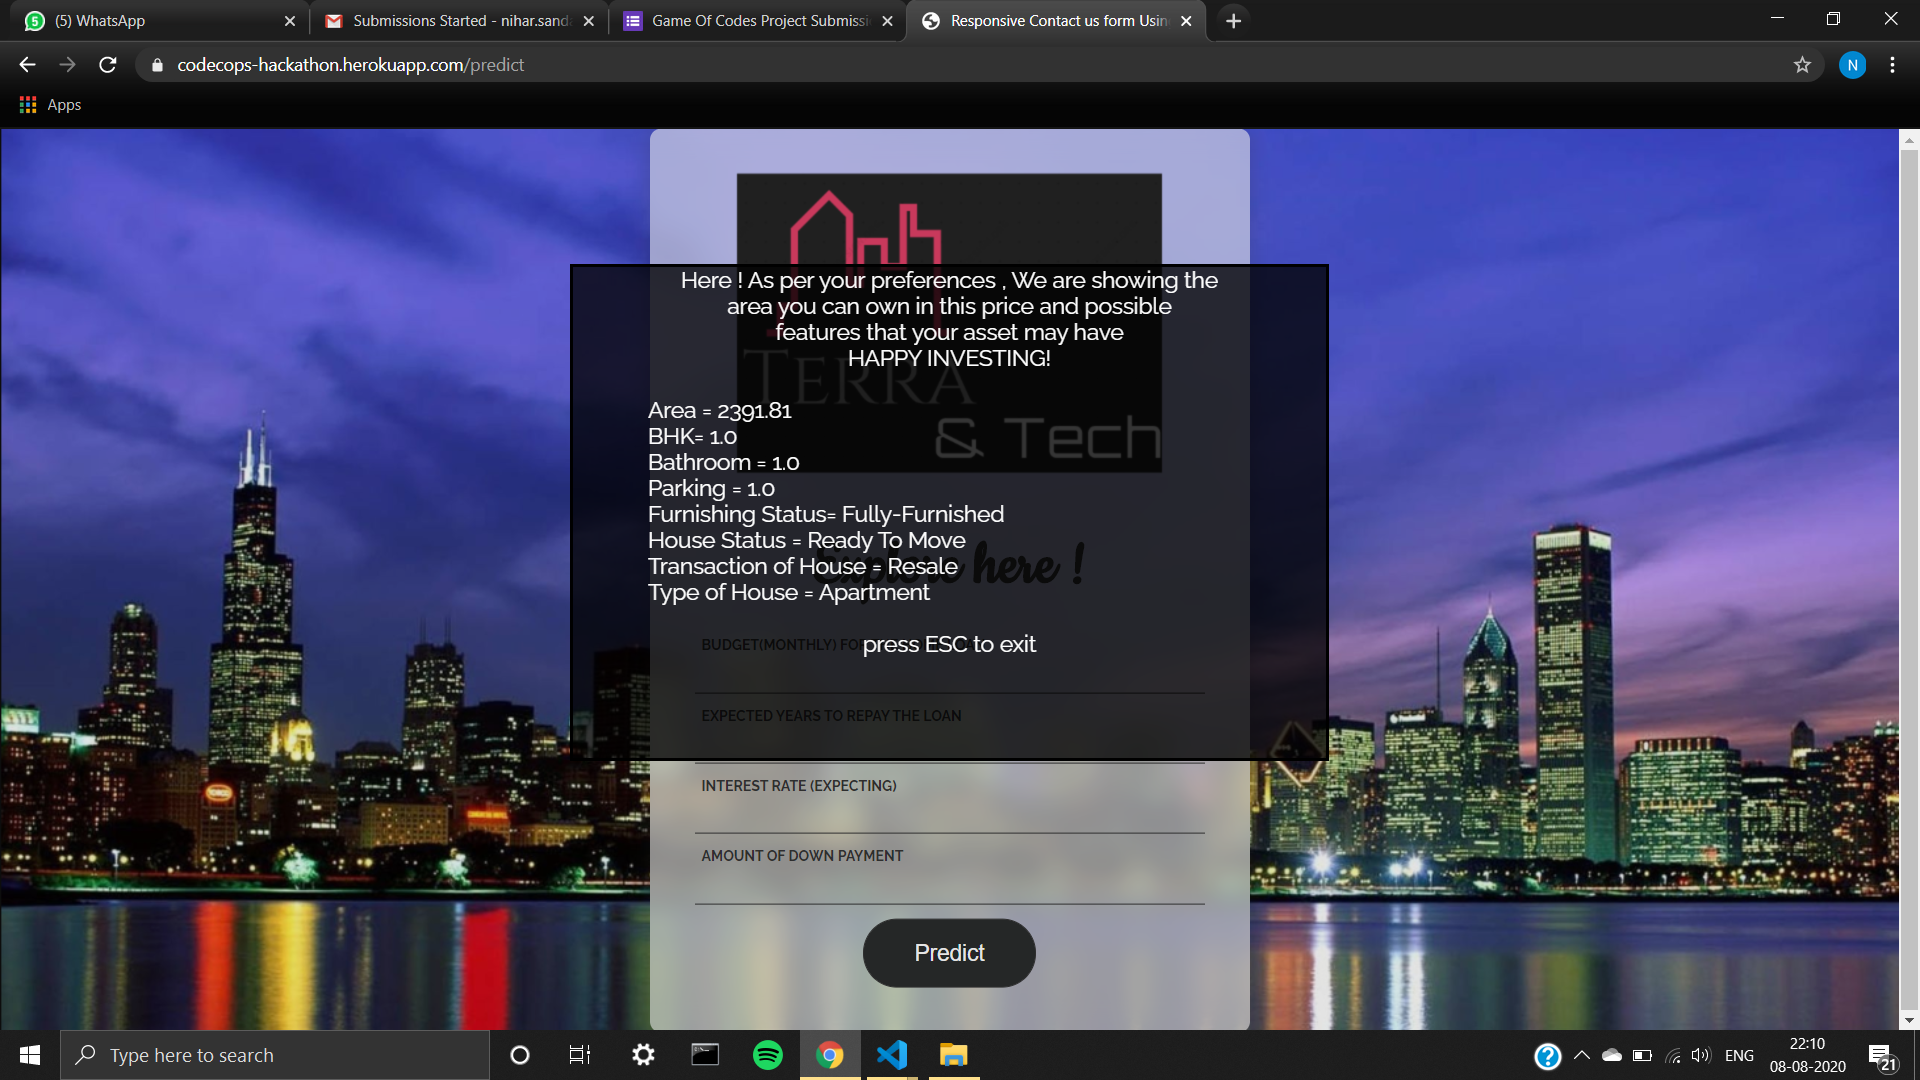 (5) WhatsApp
Submissions Started - nihar.sanda
Game Of Codes Project Submissi
Responsive Contact us form Usin
codecops-hackathon.herokuapp.com/predict
N
Apps
Here ! As per your preferences , We are showing the
area you can own in this price and possible
features that your asset may have
HAPPY INVESTING!
TERRA
& Tech
Area = 2391.81
BHK= 1.0
Bathroom = 1.0
Parking = 1.0
Furnishing Status= Fully-Furnished
House Status = Ready To Move
Transaction of House = Resale
Type of House = Apartment
Explore here !
press ESC to exit
BUDGET(MONTHLY)
EXPECTED YEARS TO REPAY THE LOAN
INTEREST RATE (EXPECTING)
AMOUNT OF DOWN PAYMENT
Predict
Type here to search
ENG
22:10
08-08-2020
21